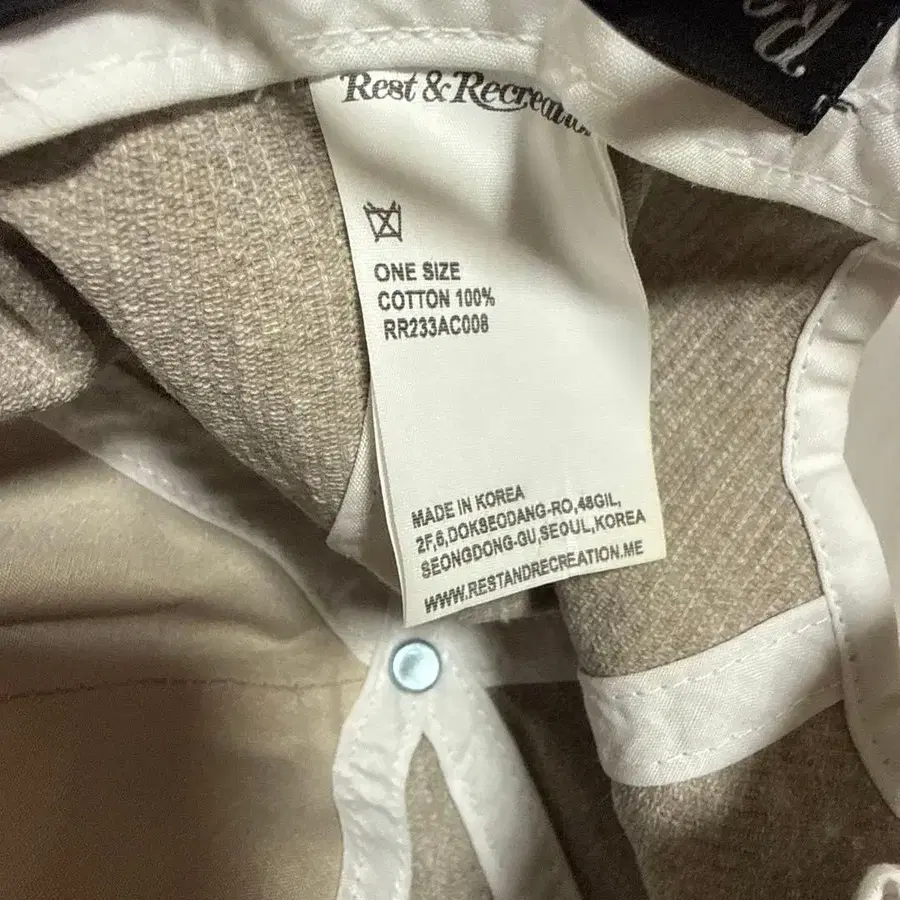 Rest & Recreation
ONE SIZE
COTTON 100%
RR233AC008
MADE IN KOREA
2F,6,DOKSEODANG-RO,48GIL,
SEONGDONG-GU,SEOUL,KOREA
WWW.RESTANDRECREATION.ME